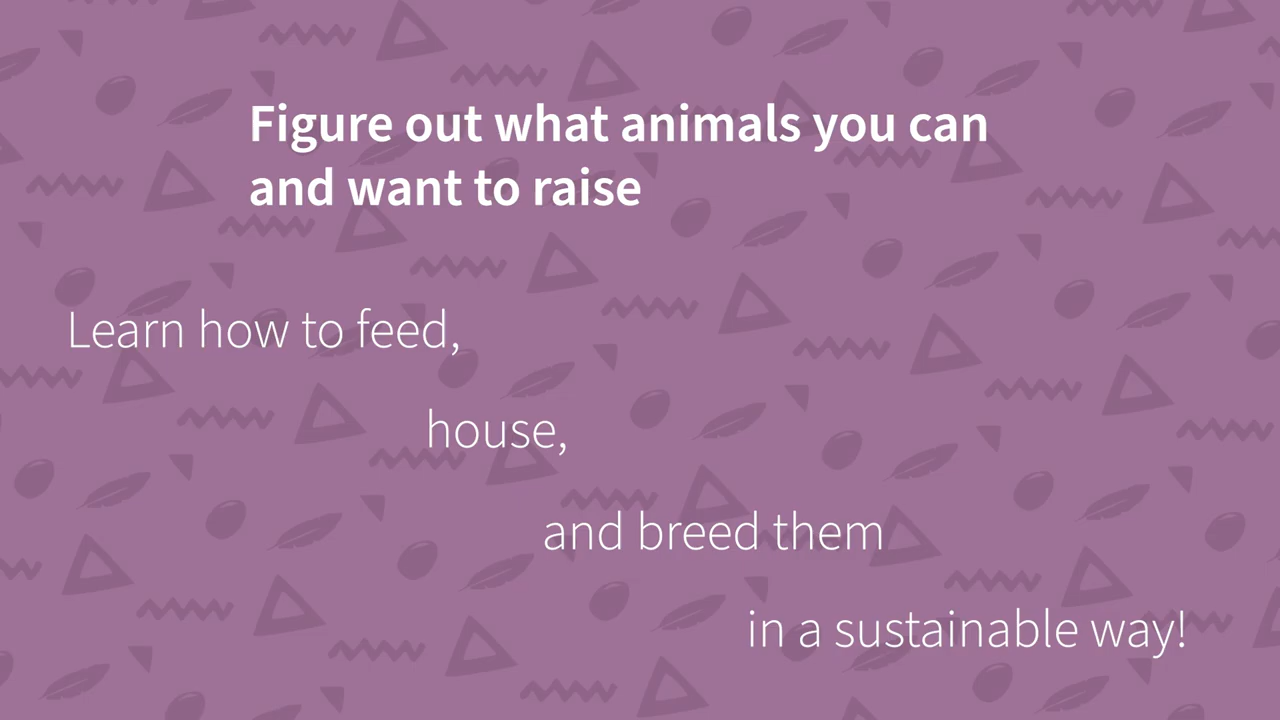 Figure out what animals you can
and want to raise
Learn how to feed,
house,
and breed them
in a sustainable way!